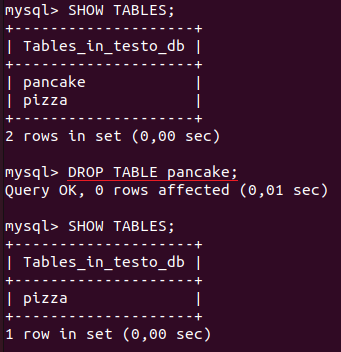 mysql> SHOW TABLES;
+--------------------+
| Tables_in_testo_db |
+--------------------+
| pancake            |
| pizza              |
+--------------------+
2 rows in set (0,00 sec)

mysql> DROP TABLE pancake;
Query OK, 0 rows affected (0,01 sec)

mysql> SHOW TABLES;
+--------------------+
| Tables_in_testo_db |
+--------------------+
| pizza              |
+--------------------+
1 row in set (0,00 sec)